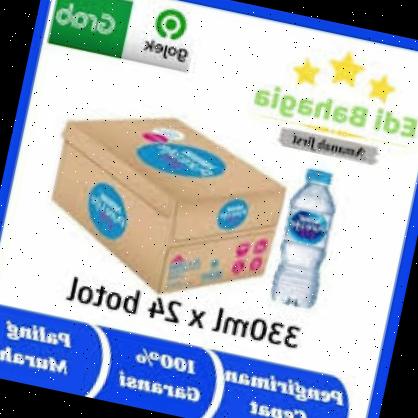 Grab
gojek
Edi Bahagia
Amanah First
330ml x 24 botol
Pengiriman
Cepat
100%
Garansi
Paling
Murah